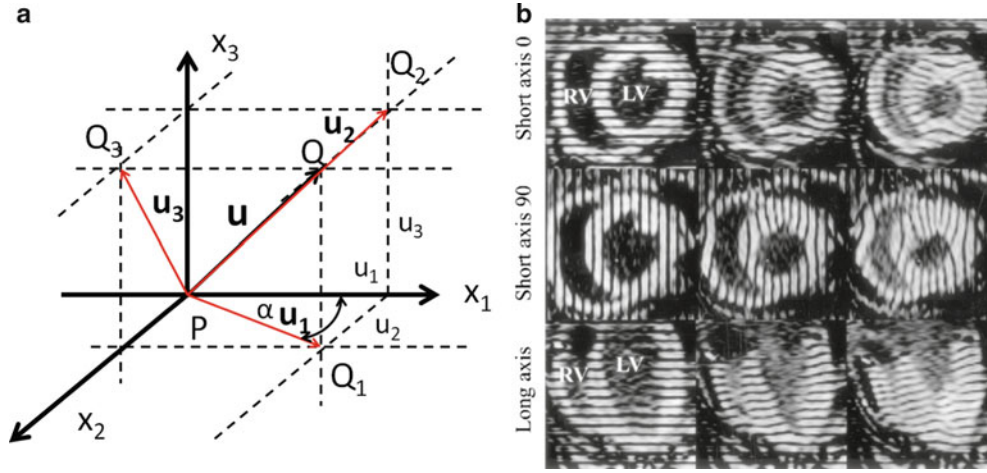 a
x3
Q2
Q3
u2
Q
u3
u
u3
u1
x1
α
u1
P
u2
Q1
x2
b
Short axis 0
RV
LV
Short axis 90
Long axis
RV
LV